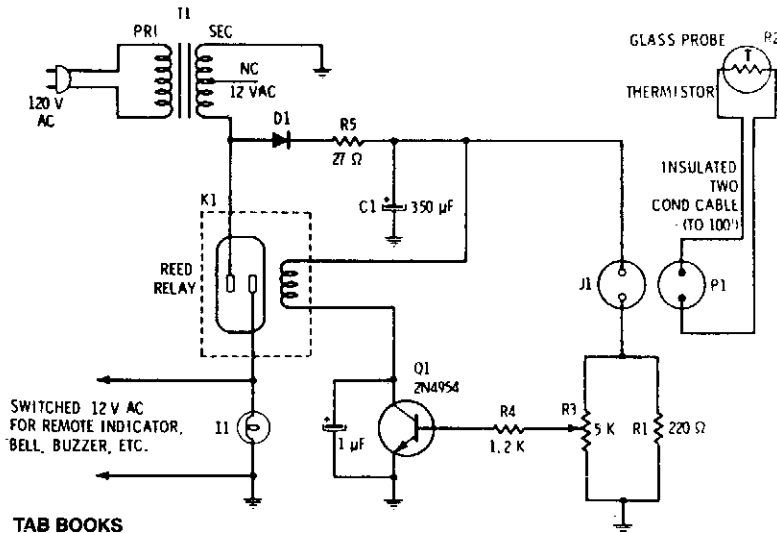 T1
PRI
SEC
NC
12 VAC
120 V
AC
D1
R5
27 Ω
K1
C1
+
350 µF
REED
RELAY
GLASS PROBE
R2
T
THERMISTOR
INSULATED
TWO
COND CABLE
(TO 100')
J1
P1
Q1
2N4954
SWITCHED 12 V AC
FOR REMOTE INDICATOR,
BELL, BUZZER, ETC.
I1
+
1 µF
R4
1.2 K
R3
5 K
R1
220 Ω
TAB BOOKS